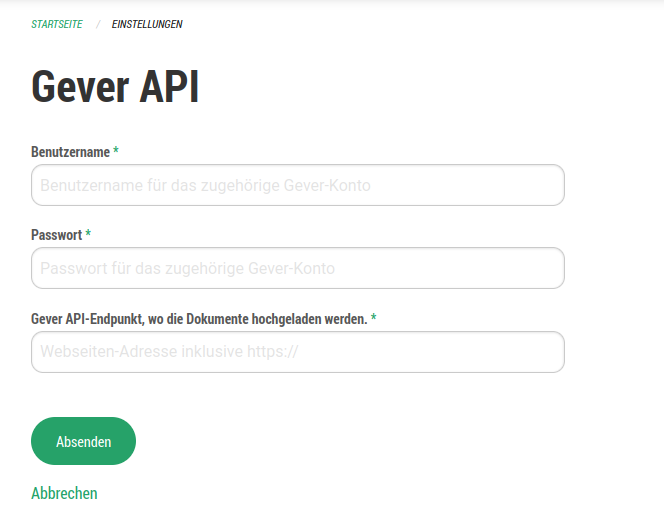 STARTSEITE / EINSTELLUNGEN
Gever API
Benutzername *
Benutzername für das zugehörige Gever-Konto
Passwort *
Passwort für das zugehörige Gever-Konto
Gever API-Endpunkt, wo die Dokumente hochgeladen werden. *
Webseiten-Adresse inklusive https://
Absenden
Abbrechen